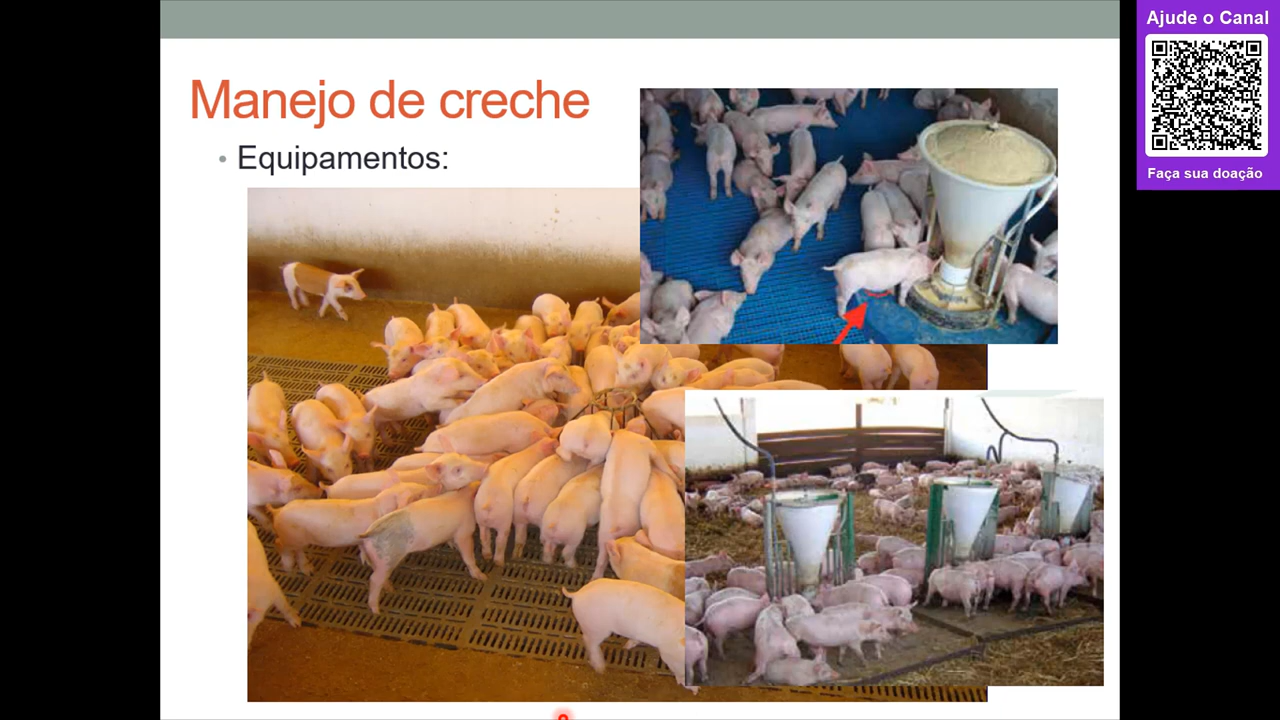 Manejo de creche
• Equipamentos:
Ajude o Canal
Faça sua doação